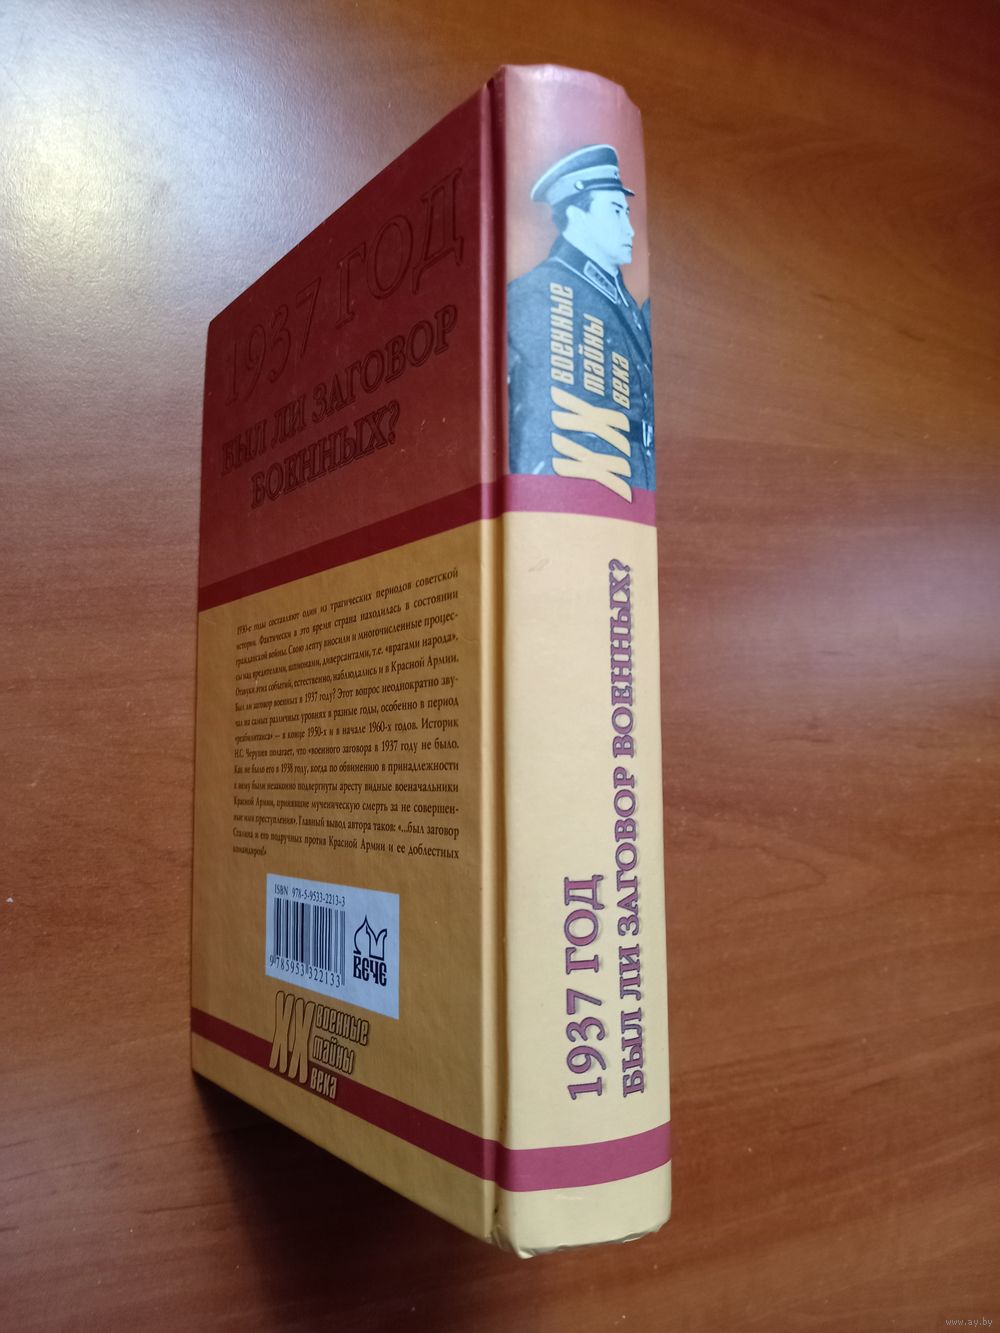 1937 ГОД
БЫЛ ЛИ ЗАГОВОР
ВОЕННЫХ?
1930-е годы составляют один из трагических периодов советской
истории. Фактически в это время страна находилась в состоянии
гражданской войны. Свою лепту вносили и многочисленные процес-
сы над вредителями, шпионами, диверсантами, т.е. «врагами народа».
Отзвуки этих событий, естественно, наблюдались и в Красной Армии.
Был ли заговор военных в 1937 году? Этот вопрос неоднократно зву-
чал на самых различных уровнях в разные годы, особенно в период
«реабилитанса» — в конце 1950-х и в начале 1960-х годов. Историк
Н.С. Черушев полагает, что «военного заговора в 1937 году не было.
Как не было его в 1938 году, когда по обвинению в принадлежности
к нему были незаконно подвергнуты аресту видные военачальники
Красной Армии, принявшие мученическую смерть за не совершен-
ные ими преступления». Главный вывод автора таков: «...был заговор
Сталина и его подручных против Красной Армии и ее доблестных
командиров!»
ISBN 978-5-9533-2213-3
9 785953 322133
ВЕЧЕ
XX военные
тайны
века
XX военные
тайны
века
1937 ГОД
БЫЛ ЛИ ЗАГОВОР ВОЕННЫХ?
www.ay.by